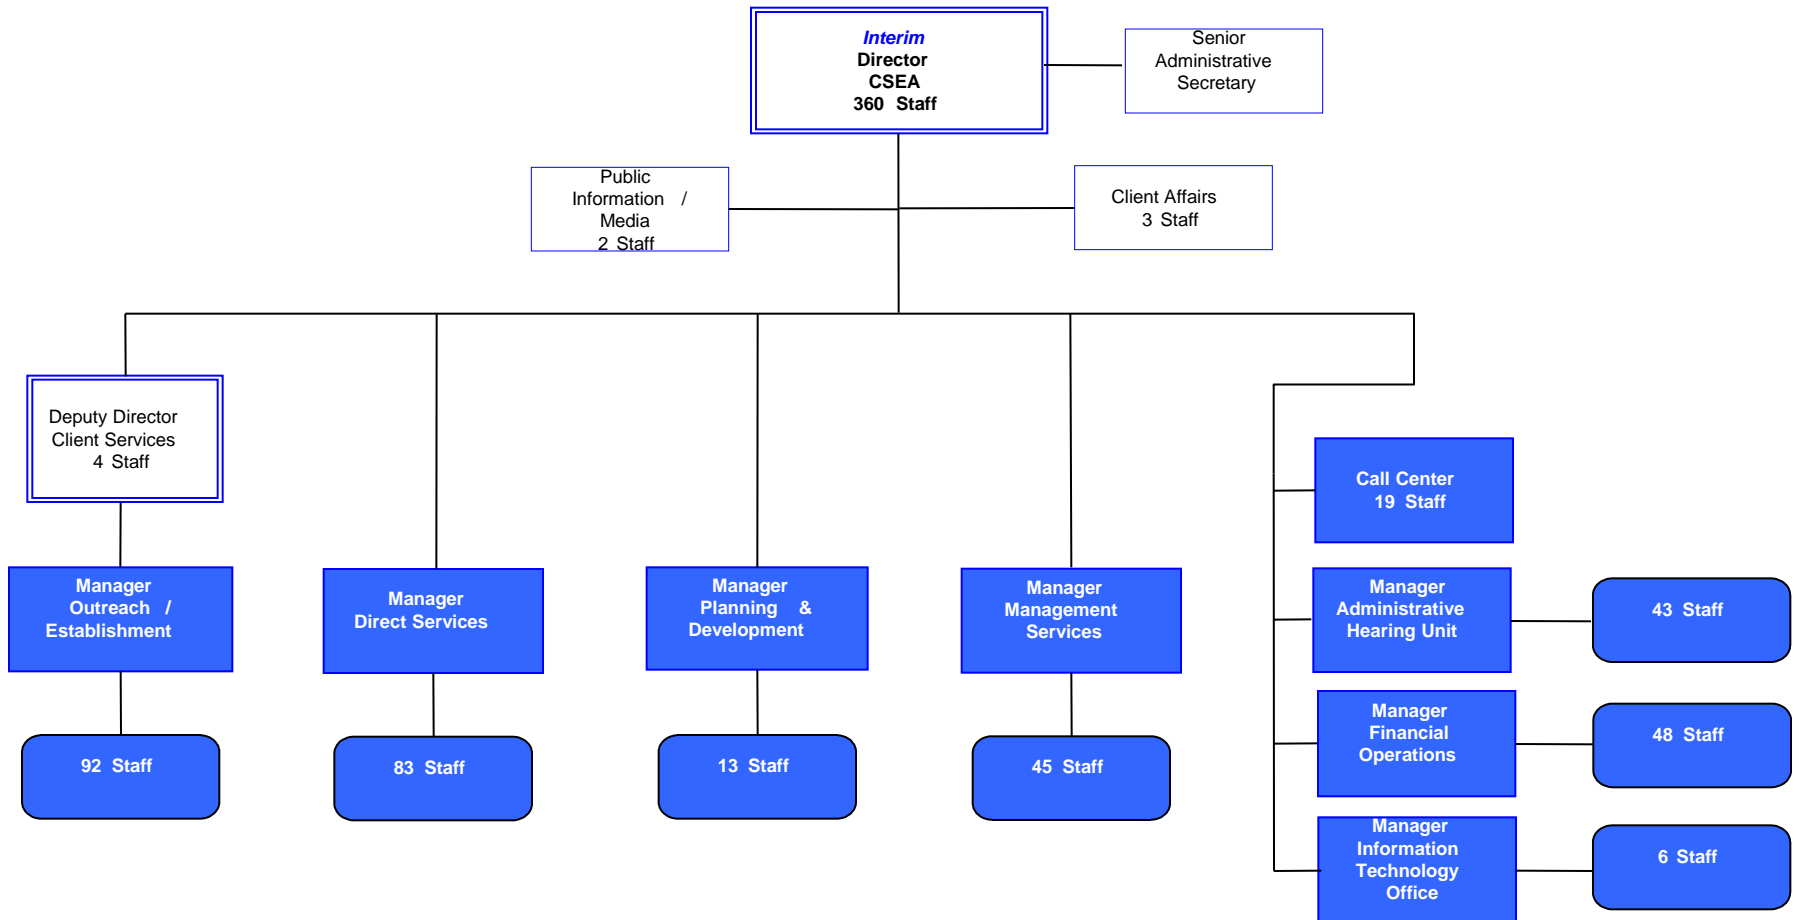 Interim
Director
CSEA
360 Staff
Senior
Administrative
Secretary
Public
Information /
Media
2 Staff
Client Affairs
3 Staff
Deputy Director
Client Services
4 Staff
Manager
Outreach /
Establishment
92 Staff
Manager
Direct Services
83 Staff
Manager
Planning &
Development
13 Staff
Manager
Management
Services
45 Staff
Call Center
19 Staff
Manager
Administrative
Hearing Unit
43 Staff
Manager
Financial
Operations
48 Staff
Manager
Information
Technology
Office
6 Staff